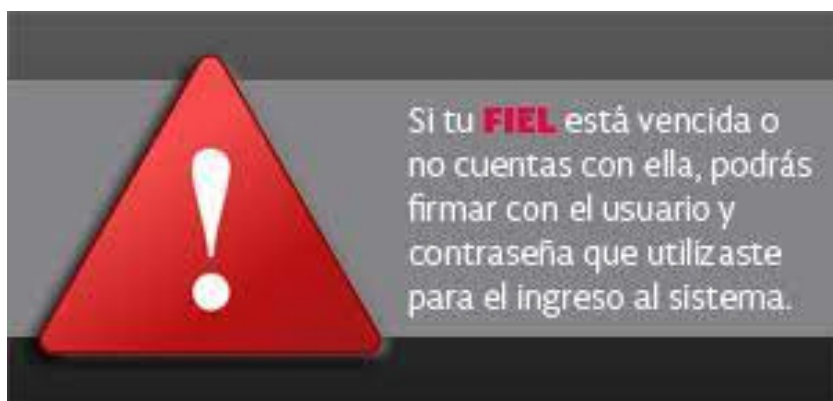 Si tu FIEL está vencida o
no cuentas con ella, podrás
firmar con el usuario y
contraseña que utilizaste
para el ingreso al sistema.